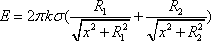 E = 2πkσ(R₁/√(x² + R₁²) + R₂/√(x² + R₂²))